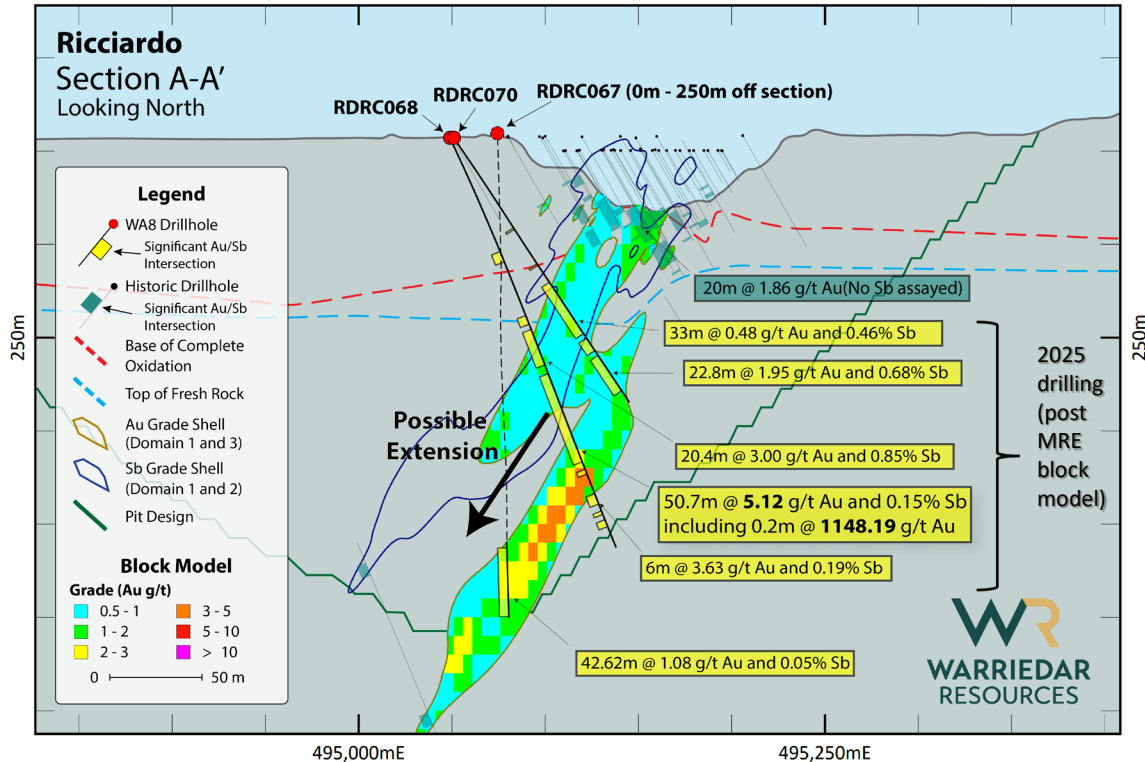 Ricciardo
Section A-A’
Looking North
RDRC068
RDRC070
RDRC067 (0m - 250m off section)
Legend
WA8 Drillhole
Significant Au/Sb
Intersection
Historic Drillhole
Significant Au/Sb
Intersection
Base of Complete
Oxidation
Top of Fresh Rock
Au Grade Shell
(Domain 1 and 3)
Sb Grade Shell
(Domain 1 and 2)
Pit Design
Block Model
Grade (Au g/t)
0.5 - 1
3 - 5
1 - 2
5 - 10
2 - 3
> 10
0
50 m
250m
250m
Possible
Extension
20m @ 1.86 g/t Au(No Sb assayed)
33m @ 0.48 g/t Au and 0.46% Sb
22.8m @ 1.95 g/t Au and 0.68% Sb
20.4m @ 3.00 g/t Au and 0.85% Sb
50.7m @ 5.12 g/t Au and 0.15% Sb
including 0.2m @ 1148.19 g/t Au
6m @ 3.63 g/t Au and 0.19% Sb
42.62m @ 1.08 g/t Au and 0.05% Sb
2025
drilling
(post
MRE
block
model)
WR
WARRIEDAR
RESOURCES
495,000mE
495,250mE